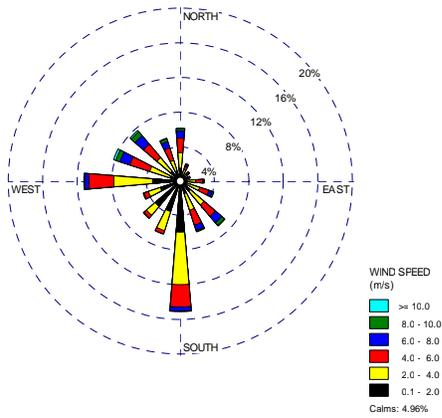 NORTH
20%
16%
12%
8%
4%
WEST
EAST
SOUTH
WIND SPEED
(m/s)
>= 10.0
8.0 - 10.0
6.0 - 8.0
4.0 - 6.0
2.0 - 4.0
0.1 - 2.0
Calms: 4.96%